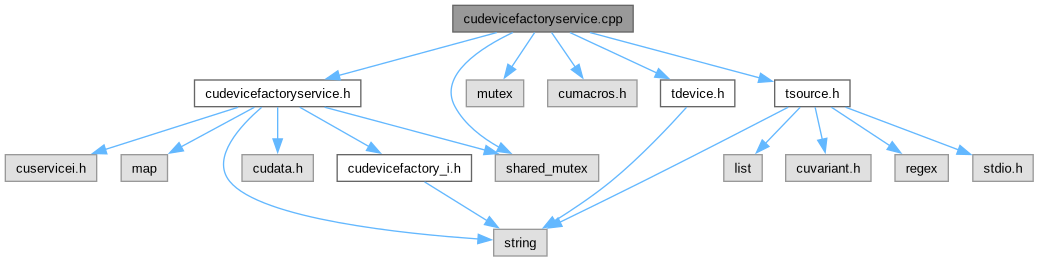 cudevicefactoryservice.cpp
cudevicefactoryservice.h
mutex
cumacros.h
tdevice.h
tsource.h
cuservicei.h
map
cudata.h
cudevicefactory_i.h
shared_mutex
list
cuvariant.h
regex
stdio.h
string